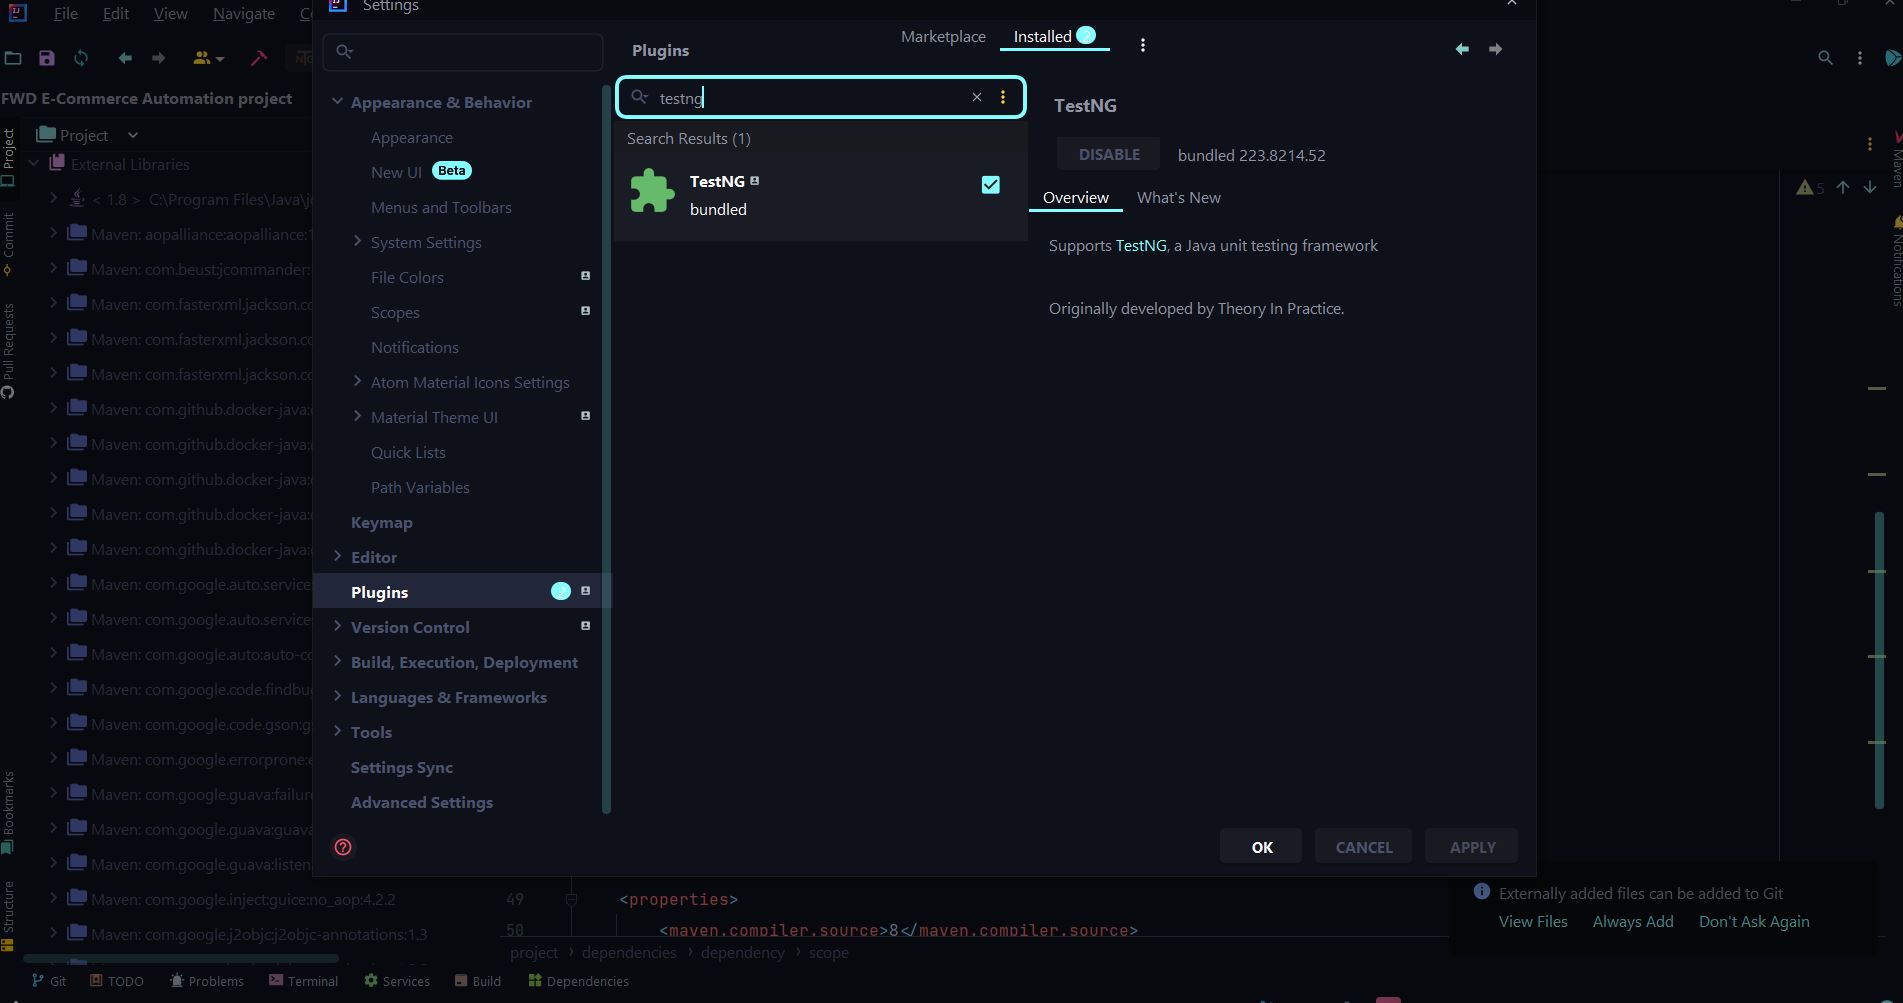 Settings
File Edit View Navigate
FWD E-Commerce Automation project
Project
External Libraries
< 1.8 > C:\Program Files\Java\j
Maven: aopalliance:aopalliance:1
Maven: com.beust:jcommander:
Maven: com.fasterxml.jackson.co
Maven: com.fasterxml.jackson.co
Maven: com.fasterxml.jackson.co
Maven: com.github.docker-java:
Maven: com.github.docker-java:
Maven: com.github.docker-java:
Maven: com.github.docker-java:
Maven: com.github.docker-java:
Maven: com.google.auto.service
Maven: com.google.auto.service
Maven: com.google.auto:auto-co
Maven: com.google.code.findbu
Maven: com.google.code.gson:g
Maven: com.google.errorprone:e
Maven: com.google.guava:failure
Maven: com.google.guava:guava
Maven: com.google.guava:listen
Maven: com.google.inject:guice:no_aop:4.2.2
Maven: com.google.j2objc:j2objc-annotations:1.3
Project
Commit
Pull Requests
Bookmarks
Structure
Appearance & Behavior
Appearance
New UI Beta
Menus and Toolbars
System Settings
File Colors
Scopes
Notifications
Atom Material Icons Settings
Material Theme UI
Quick Lists
Path Variables
Keymap
Editor
Plugins 2
Version Control
Build, Execution, Deployment
Languages & Frameworks
Tools
Settings Sync
Advanced Settings
Plugins
Marketplace Installed 2
testng
Search Results (1)
TestNG
bundled
TestNG
DISABLE bundled 223.8214.52
Overview What's New
Supports TestNG, a Java unit testing framework
Originally developed by Theory In Practice.
OK CANCEL APPLY
5
Maven
Notifications
49 <properties>
50 <maven.compiler.source>8</maven.compiler.source>
project > dependencies > dependency > scope
Externally added files can be added to Git
View Files Always Add Don't Ask Again
Git TODO Problems Terminal Services Build Dependencies